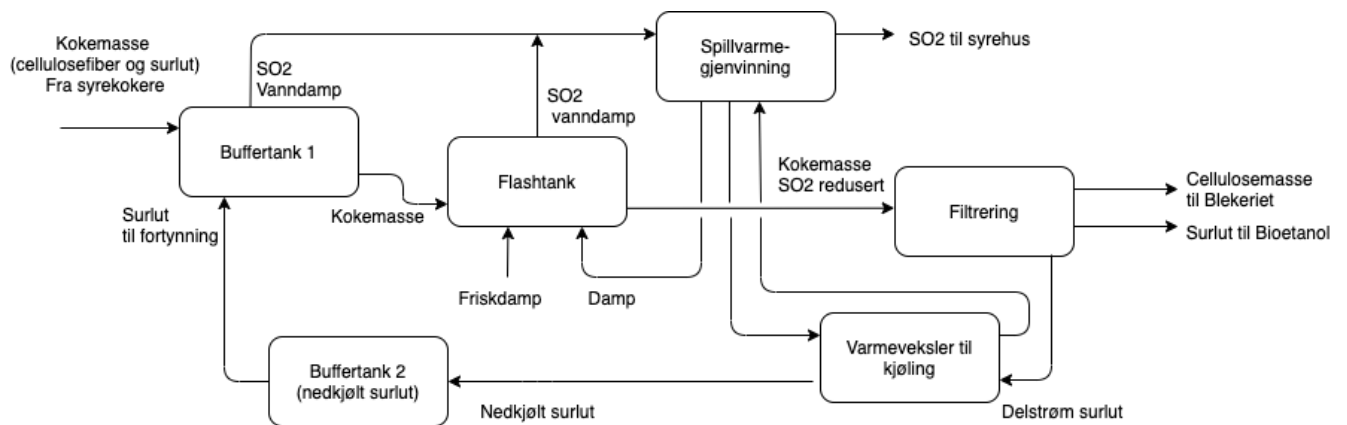 Kokemasse
(cellulosefiber og surlut)
Fra syrekokere
SO2
Vanndamp
Buffertank 1
SO2
vanndamp
Spillvarme-
gjenvinning
SO2 til syrehus
Flashtank
Kokemasse
Kokemasse
SO2 redusert
Filtrering
Cellulosemasse
til Blekeriet
Surlut til Bioetanol
Surlut
til fortynning
Friskdamp
Damp
Varmeveksler til
kjøling
Buffertank 2
(nedkjølt surlut)
Nedkjølt surlut
Delstrøm surlut